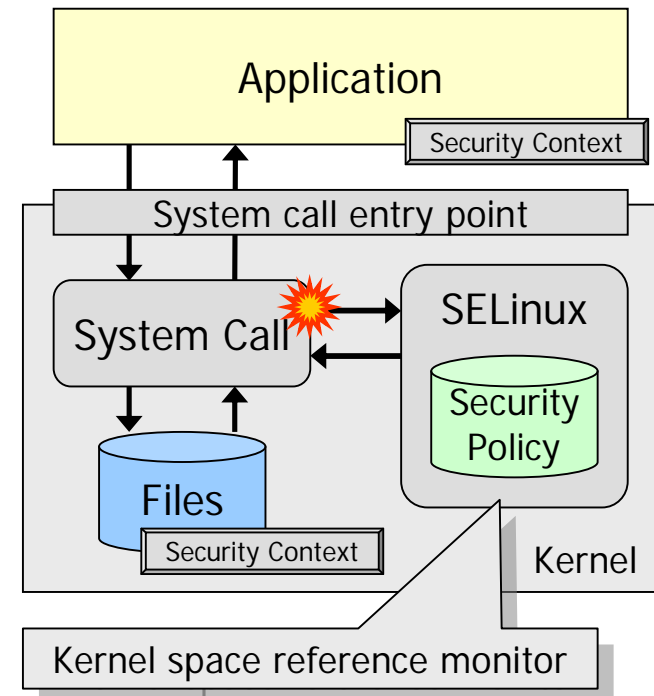 Application
Security Context
System call entry point
System Call
SELinux
Security
Policy
Files
Security Context
Kernel
Kernel space reference monitor